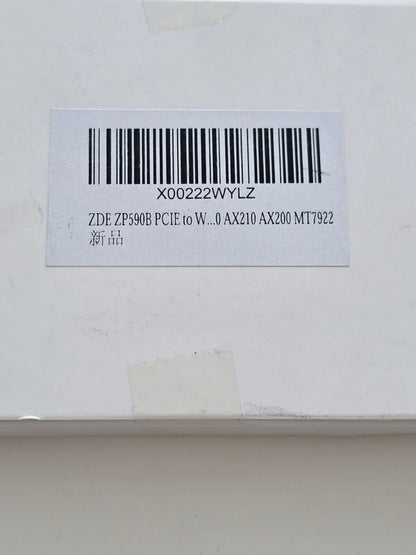 X00222WYLZ
ZDE ZP590B PCIE to W...0 AX210 AX200 MT7922
新品